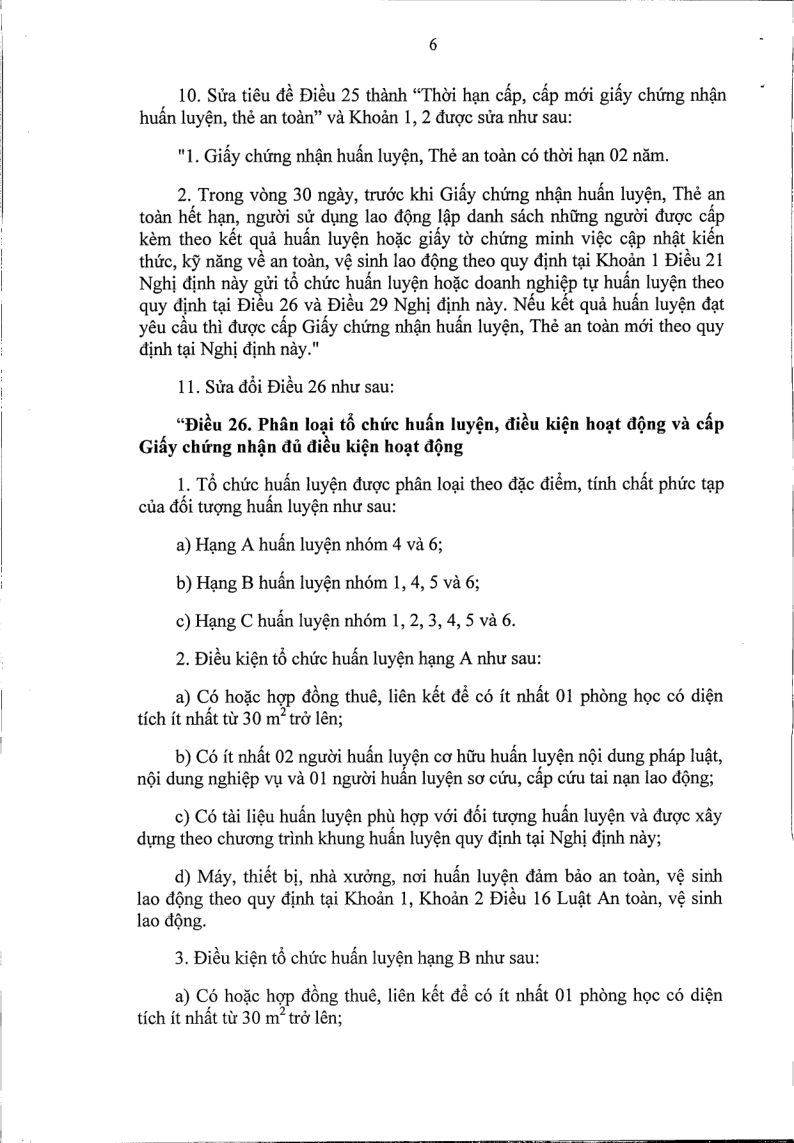 6
10. Sửa tiêu đề Điều 25 thành “Thời hạn cấp, cấp mới giấy chứng nhận
huấn luyện, thẻ an toàn” và Khoản 1, 2 được sửa như sau:
"1. Giấy chứng nhận huấn luyện, Thẻ an toàn có thời hạn 02 năm.
2. Trong vòng 30 ngày, trước khi Giấy chứng nhận huấn luyện, Thẻ an
toàn hết hạn, người sử dụng lao động lập danh sách những người được cấp
kèm theo kết quả huấn luyện hoặc giấy tờ chứng minh việc cập nhật kiến
thức, kỹ năng về an toàn, vệ sinh lao động theo quy định tại Khoản 1 Điều 21
Nghị định này gửi tổ chức huấn luyện hoặc doanh nghiệp tự huấn luyện theo
quy định tại Điều 26 và Điều 29 Nghị định này. Nếu kết quả huấn luyện đạt
yêu cầu thì được cấp Giấy chứng nhận huấn luyện, Thẻ an toàn mới theo quy
định tại Nghị định này."
11. Sửa đổi Điều 26 như sau:
“Điều 26. Phân loại tổ chức huấn luyện, điều kiện hoạt động và cấp
Giấy chứng nhận đủ điều kiện hoạt động
1. Tổ chức huấn luyện được phân loại theo đặc điểm, tính chất phức tạp
của đối tượng huấn luyện như sau:
a) Hạng A huấn luyện nhóm 4 và 6;
b) Hạng B huấn luyện nhóm 1, 4, 5 và 6;
c) Hạng C huấn luyện nhóm 1, 2, 3, 4, 5 và 6.
2. Điều kiện tổ chức huấn luyện hạng A như sau:
a) Có hoặc hợp đồng thuê, liên kết để có ít nhất 01 phòng học có diện
tích ít nhất từ 30 m² trở lên;
b) Có ít nhất 02 người huấn luyện cơ hữu huấn luyện nội dung pháp luật,
nội dung nghiệp vụ và 01 người huấn luyện sơ cứu, cấp cứu tai nạn lao động;
c) Có tài liệu huấn luyện phù hợp với đối tượng huấn luyện và được xây
dựng theo chương trình khung huấn luyện quy định tại Nghị định này;
d) Máy, thiết bị, nhà xưởng, nơi huấn luyện đảm bảo an toàn, vệ sinh
lao động theo quy định tại Khoản 1, Khoản 2 Điều 16 Luật An toàn, vệ sinh
lao động.
3. Điều kiện tổ chức huấn luyện hạng B như sau:
a) Có hoặc hợp đồng thuê, liên kết để có ít nhất 01 phòng học có diện
tích ít nhất từ 30 m² trở lên;